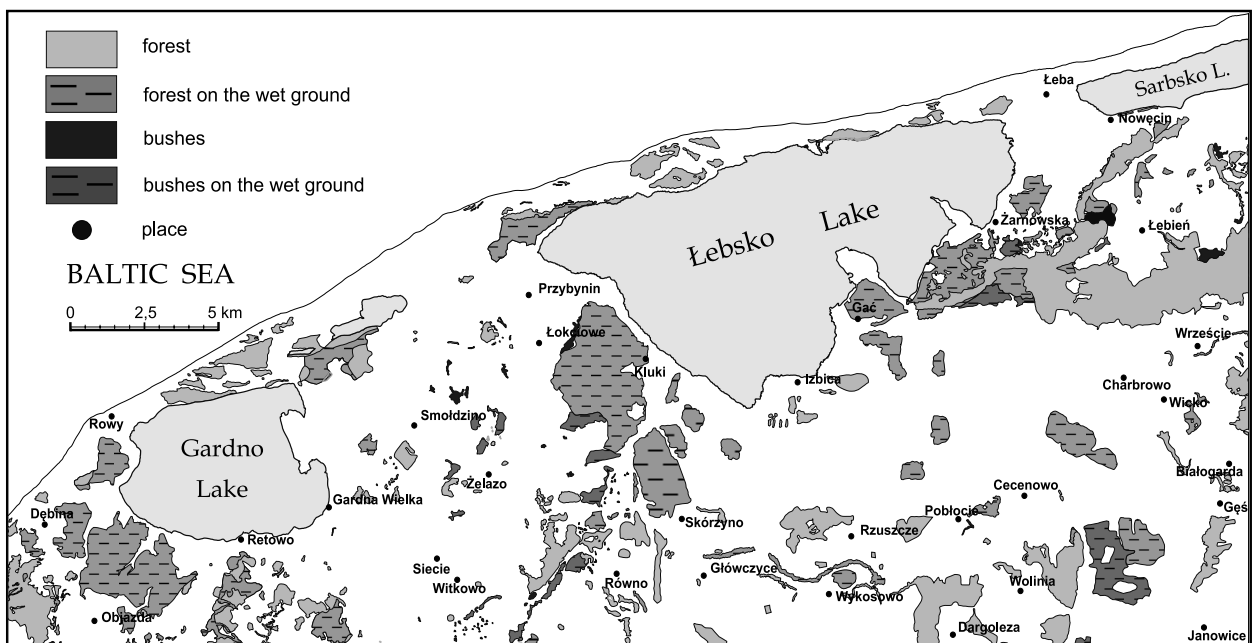 forest
forest on the wet ground
bushes
bushes on the wet ground
place
BALTIC SEA
0 2,5 5 km
Łeba
Sarbsko L.
Nowęcin
Łebsko Lake
Żarnowska
Łebień
Przybynin
Łokciowe
Gać
Kluki
Izbica
Wrzeście
Charbrowo
Wicko
Rowy
Smołdzino
Gardno
Lake
Żelazo
Gardna Wielka
Białogarda
Cecenowo
Gęś
Dębina
Retowo
Skórzyno
Pobłocie
Rzuszcze
Siecie
Witkowo
Równo
Główczyce
Wykosowo
Wolinia
Objazda
Dargoleza
Janowice